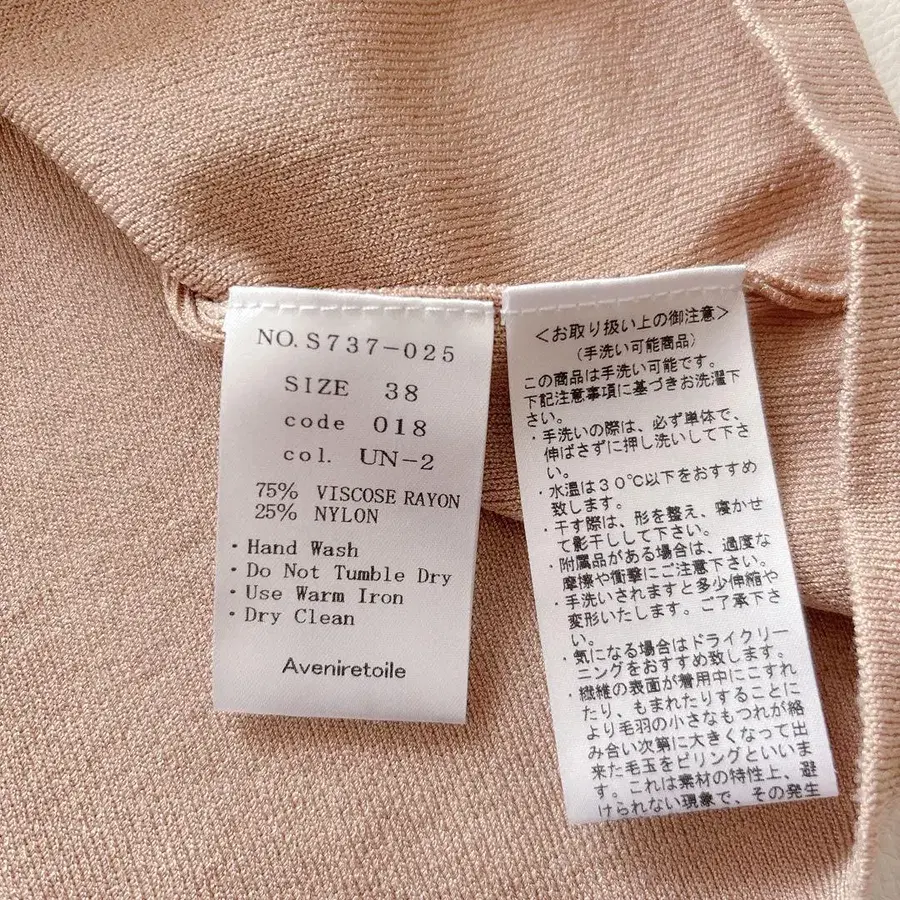 NO. S737-025
SIZE 38
code 018
col. UN-2
75% VISCOSE RAYON
25% NYLON
・Hand Wash
・Do Not Tumble Dry
・Use Warm Iron
・Dry Clean
Aveniretoile
＜お取り扱い上の御注意＞
(手洗い可能商品)
この商品は手洗い可能です。
下記注意事項に基づきお洗濯下
さい。
・手洗いの際は、必ず単体で、
伸ばさずに押し洗いして下さ
い。
・水温は30℃以下をおすすめ
致します。
・干す際は、形を整え、寝かせ
て影干しして下さい。
・附属品がある場合は、過度な
摩擦や衝撃にご注意下さい。
・手洗いされますと多少伸縮や
変形いたします。ご了承下さ
い。
・気になる場合はドライクリー
ニングをおすすめ致します。
・繊維の表面が着用中にこすれ
たり、もまれたりすることに
より毛羽の小さなもつれが絡
み合い次第に大きくなって出
来た毛玉をピリングといいま
す。これは素材の特性上、避
けられない現象で、その発生